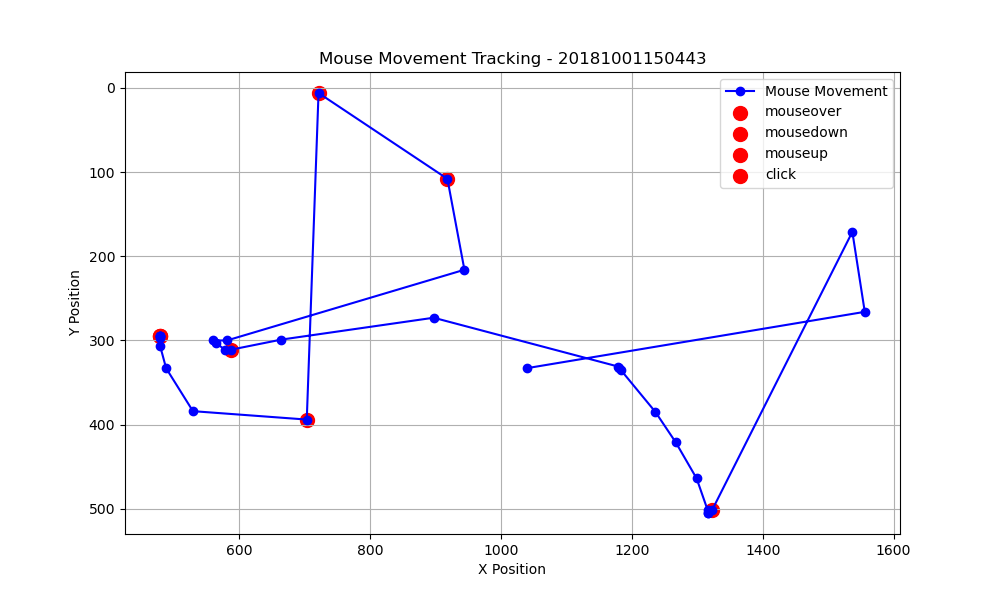 Mouse Movement Tracking - 20181001150443
Mouse Movement
mouseover
mousedown
mouseup
click
Y Position
0
100
200
300
400
500
600
800
1000
1200
1400
1600
X Position